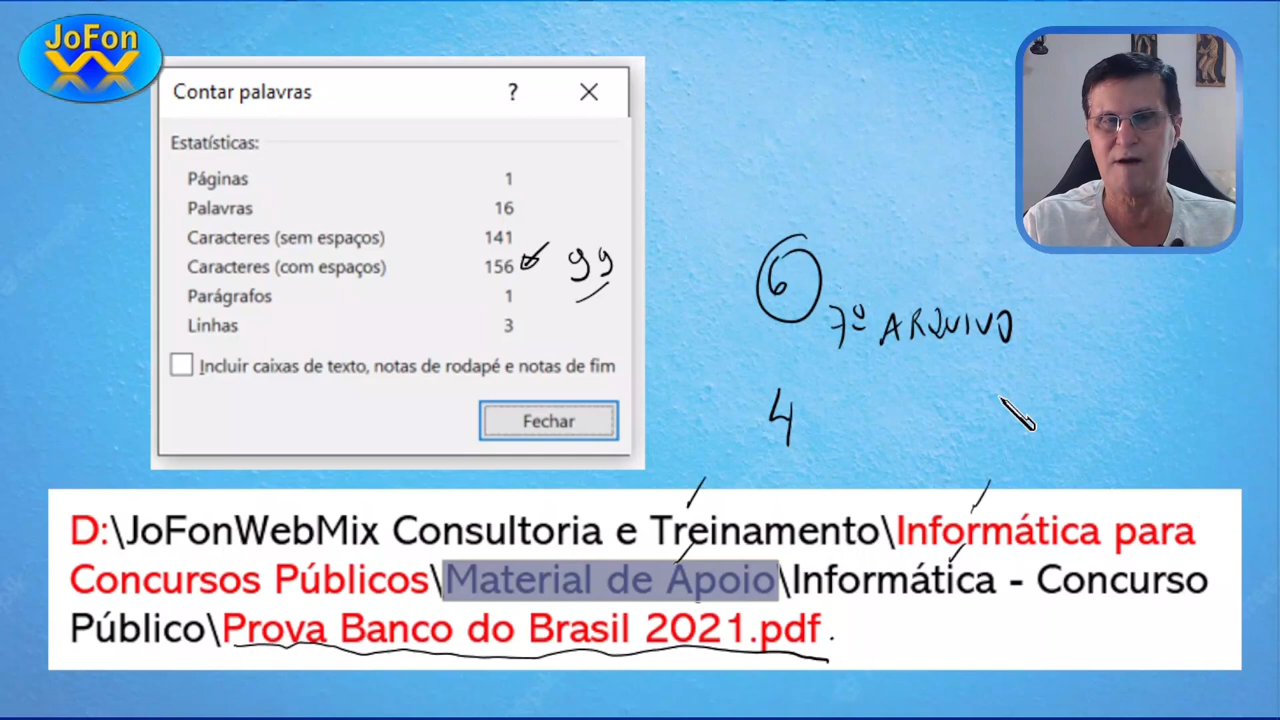 JoFon
W
Contar palavras ? ×
Estatísticas:
Páginas 1
Palavras 16
Caracteres (sem espaços) 141
Caracteres (com espaços) 156
99
Parágrafos 1
Linhas 3
Incluir caixas de texto, notas de rodapé e notas de fim
Fechar
6
7º ARQUIVO
4
D:\JoFonWebMix Consultoria e Treinamento\Informática para
Concursos Públicos\Material de Apoio\Informática - Concurso
Público\Prova Banco do Brasil 2021.pdf